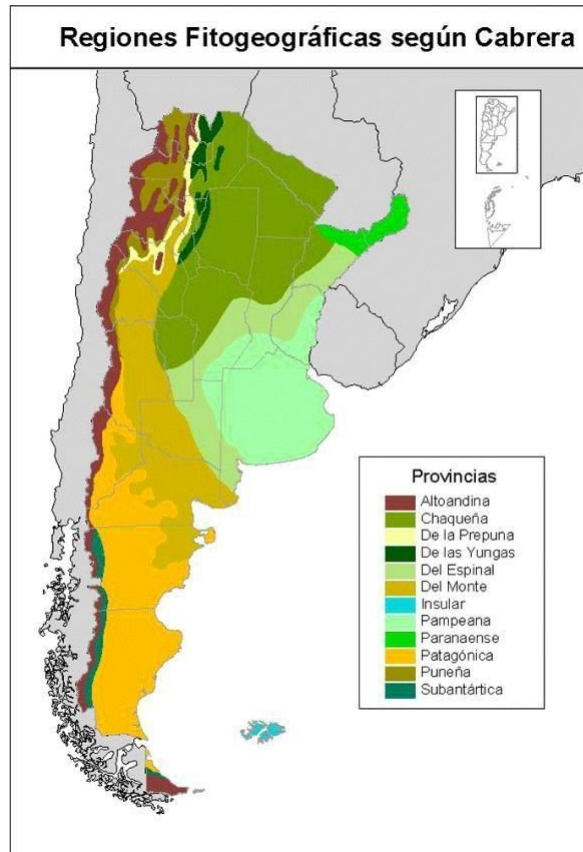 Regiones Fitogeográficas según Cabrera
Provincias
Altoandina
Chaqueña
De la Prepuna
De las Yungas
Del Espinal
Del Monte
Insular
Pampeana
Paranaense
Patagónica
Puneña
Subantártica